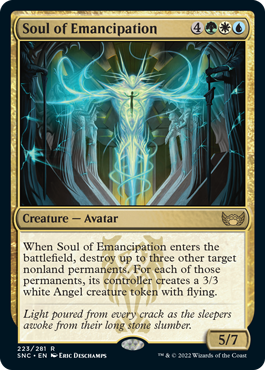 Soul of Emancipation 4
Creature — Avatar
When Soul of Emancipation enters the
battlefield, destroy up to three other target
nonland permanents. For each of those
permanents, its controller creates a 3/3
white Angel creature token with flying.
Light poured from every crack as the sleepers
awoke from their long stone slumber.
5/7
223/281 R
SNC • EN Eric Deschamps
™ & © 2022 Wizards of the Coast